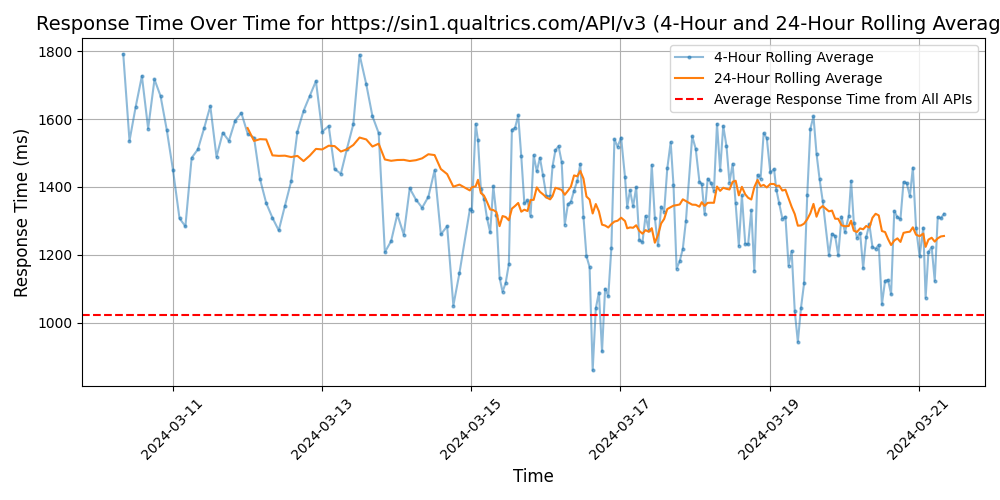 Response Time Over Time for https://sin1.qualtrics.com/API/v3 (4-Hour and 24-Hour Rolling Averag
4-Hour Rolling Average
24-Hour Rolling Average
Average Response Time from All APIs
Response Time (ms)
1800
1600
1400
1200
1000
2024-03-11
2024-03-13
2024-03-15
2024-03-17
2024-03-19
2024-03-21
Time